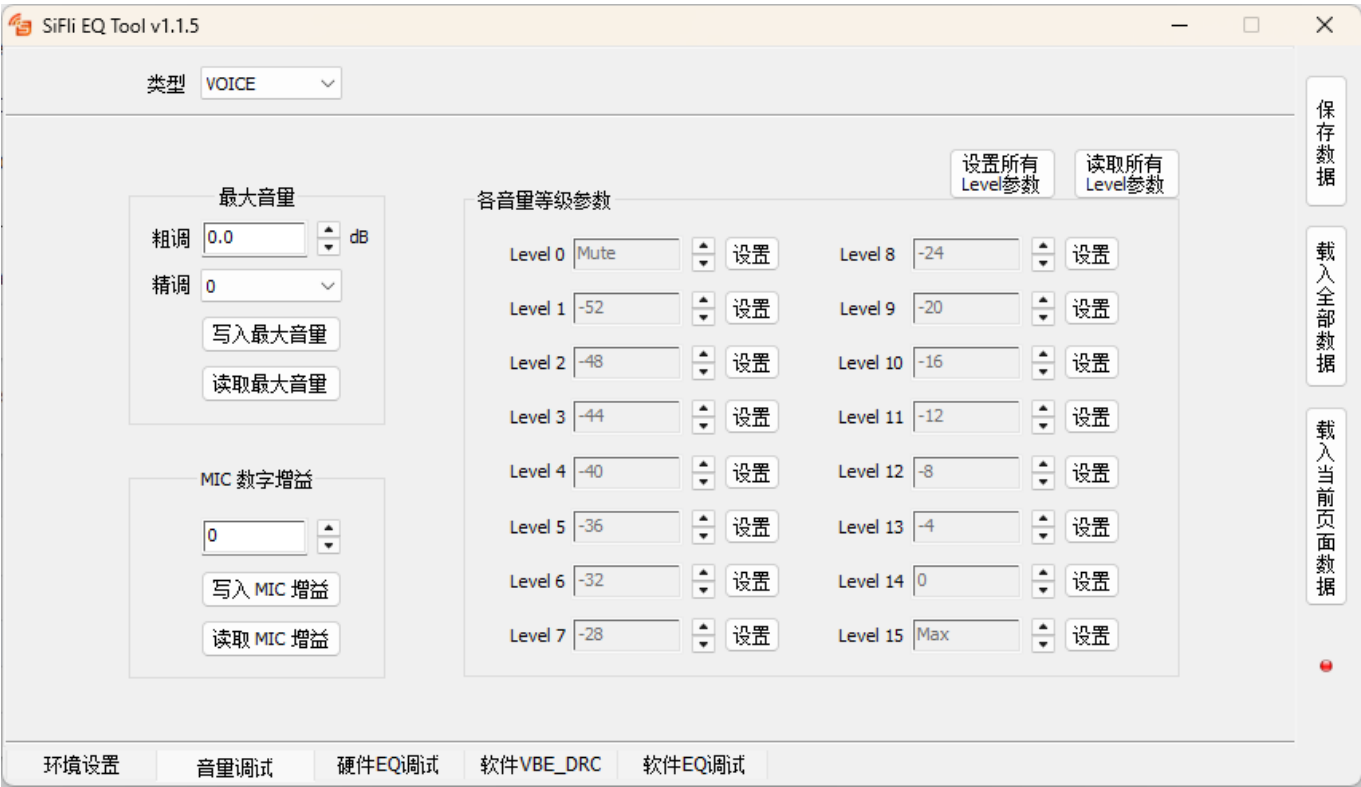 SiFli EQ Tool v1.1.5
类型 VOICE
设置所有
Level参数
读取所有
Level参数
最大音量
粗调 0.0 dB
精调 0
写入最大音量
读取最大音量
MIC 数字增益
0
写入 MIC 增益
读取 MIC 增益
各音量等级参数
Level 0 Mute 设置 Level 8 -24 设置
Level 1 -52 设置 Level 9 -20 设置
Level 2 -48 设置 Level 10 -16 设置
Level 3 -44 设置 Level 11 -12 设置
Level 4 -40 设置 Level 12 -8 设置
Level 5 -36 设置 Level 13 -4 设置
Level 6 -32 设置 Level 14 0 设置
Level 7 -28 设置 Level 15 Max 设置
保存数据
载入全部数据
载入当前页面数据
环境设置 音量调试 硬件EQ调试 软件VBE_DRC 软件EQ调试